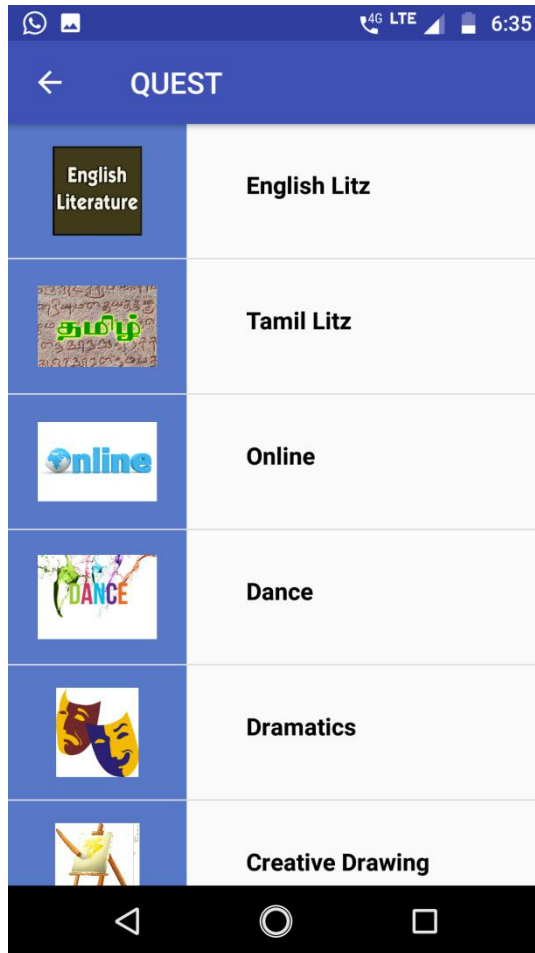 4G LTE 6:35
QUEST
English
Literature
English Litz
தமிழ்
Tamil Litz
Online
Online
DANCE
Dance
Dramatics
Creative Drawing